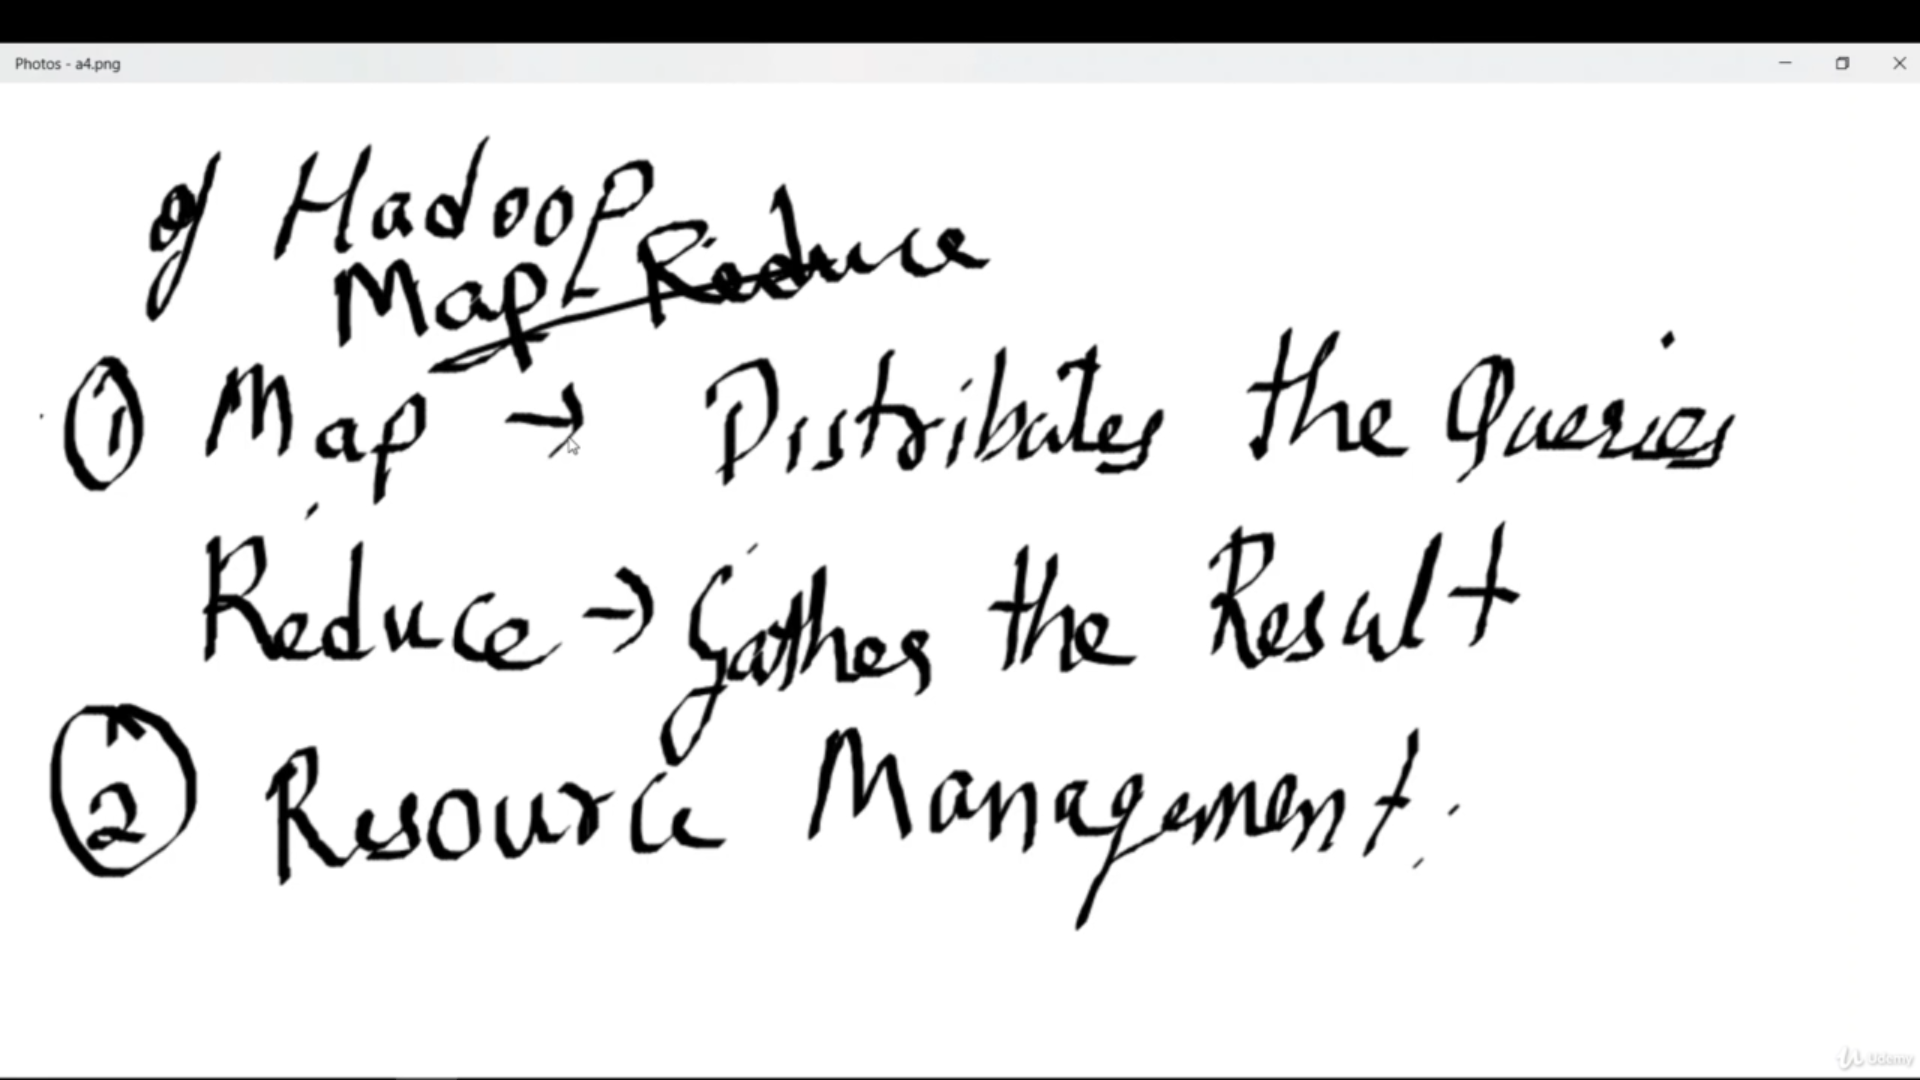 Photos - a4.png
of Hadoop
Map-Reduce
① Map → Distributes the Queries
Reduce → Gathes the Result
② Resource Management.
Udemy